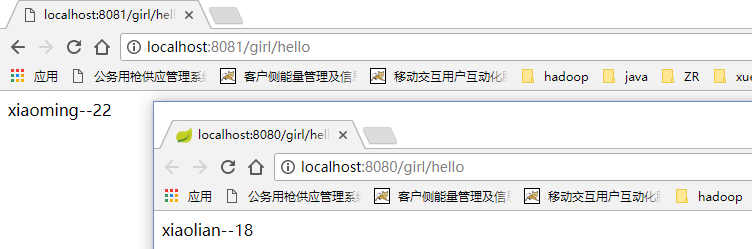 localhost:8081/girl/hell
localhost:8081/girl/hello
应用 公务用枪供应管理系 客户侧能量管理及信息 移动交互用户互动化 hadoop java ZR xue
xiaoming--22
localhost:8080/girl/hell
localhost:8080/girl/hello
应用 公务用枪供应管理系 客户侧能量管理及信息 移动交互用户互动化 hadoop
xiaolian--18